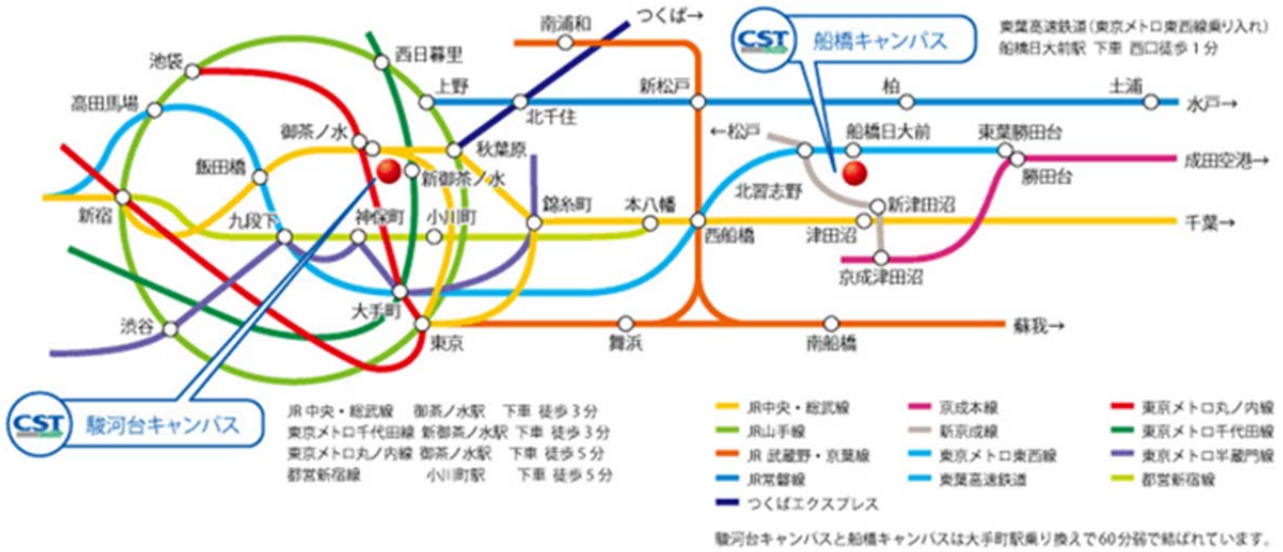 つくば→
南浦和
CST 船橋キャンパス
東葉高速鉄道（東京メトロ東西線乗り入れ）
船橋日大前駅 下車 西口徒歩1分
池袋
西日暮里
上野
北千住
新松戸
柏
土浦
水戸→
高田馬場
御茶ノ水
秋葉原
←松戸
船橋日大前
東葉勝田台
成田空港→
飯田橋
新御茶ノ水
北習志野
勝田台
新宿
九段下
神保町
小川町
錦糸町
本八幡
西船橋
新津田沼
津田沼
千葉→
京成津田沼
大手町
渋谷
東京
舞浜
南船橋
蘇我→
CST 駿河台キャンパス
JR中央・総武線 御茶ノ水駅 下車 徒歩3分
東京メトロ千代田線 新御茶ノ水駅 下車 徒歩3分
東京メトロ丸ノ内線 御茶ノ水駅 下車 徒歩5分
都営新宿線 小川町駅 下車 徒歩5分
JR中央・総武線
JR山手線
JR 武蔵野・京葉線
JR常磐線
つくばエクスプレス
京成本線
新京成線
東京メトロ東西線
東葉高速鉄道
東京メトロ丸ノ内線
東京メトロ千代田線
東京メトロ半蔵門線
都営新宿線
駿河台キャンパスと船橋キャンパスは大手町駅乗り換えで60分弱で結ばれています。